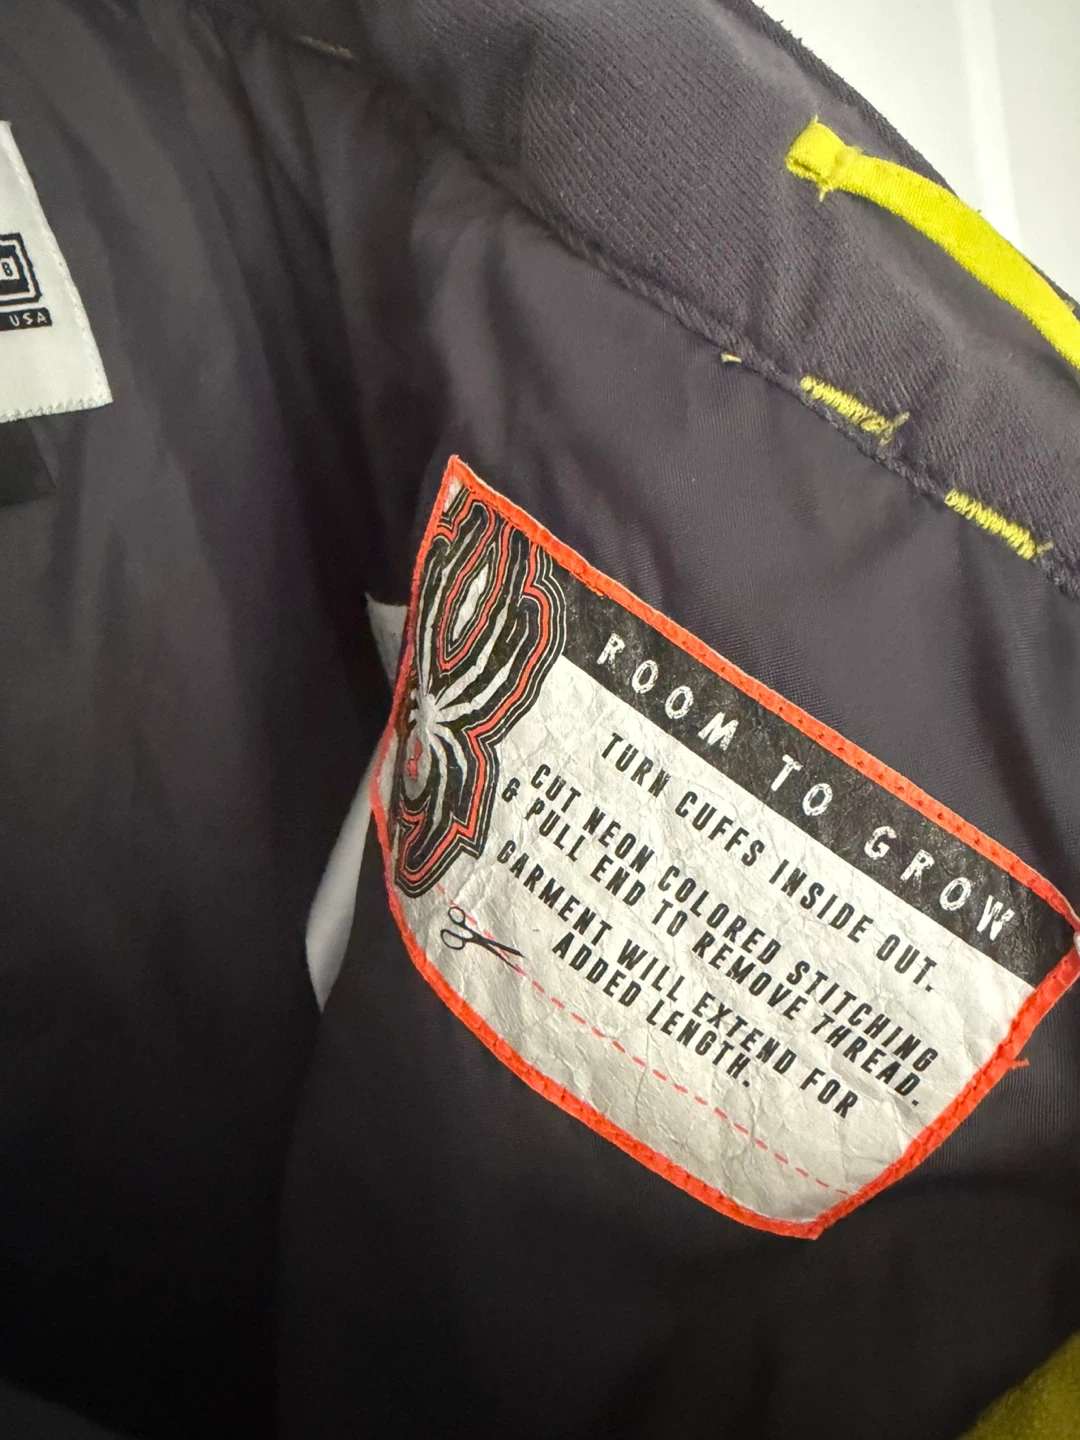 B
USA
ROOM TO GROW
TURN CUFFS INSIDE OUT.
CUT NEON COLORED STITCHING
& PULL END TO REMOVE THREAD.
GARMENT WILL EXTEND FOR
ADDED LENGTH.